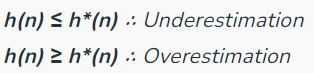 h(n) ≤ h*(n) ∴ Underestimation
h(n) ≥ h*(n) ∴ Overestimation